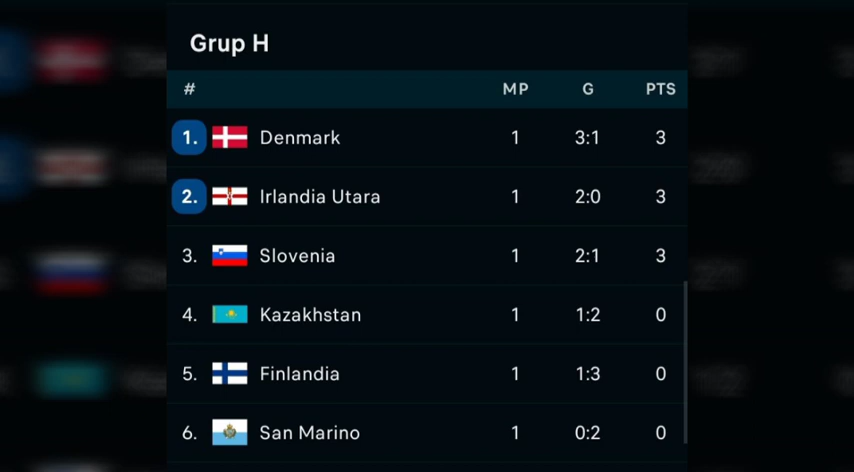 Grup H
# MP G PTS
1. Denmark 1 3:1 3
2. Irlandia Utara 1 2:0 3
3. Slovenia 1 2:1 3
4. Kazakhstan 1 1:2 0
5. Finlandia 1 1:3 0
6. San Marino 1 0:2 0